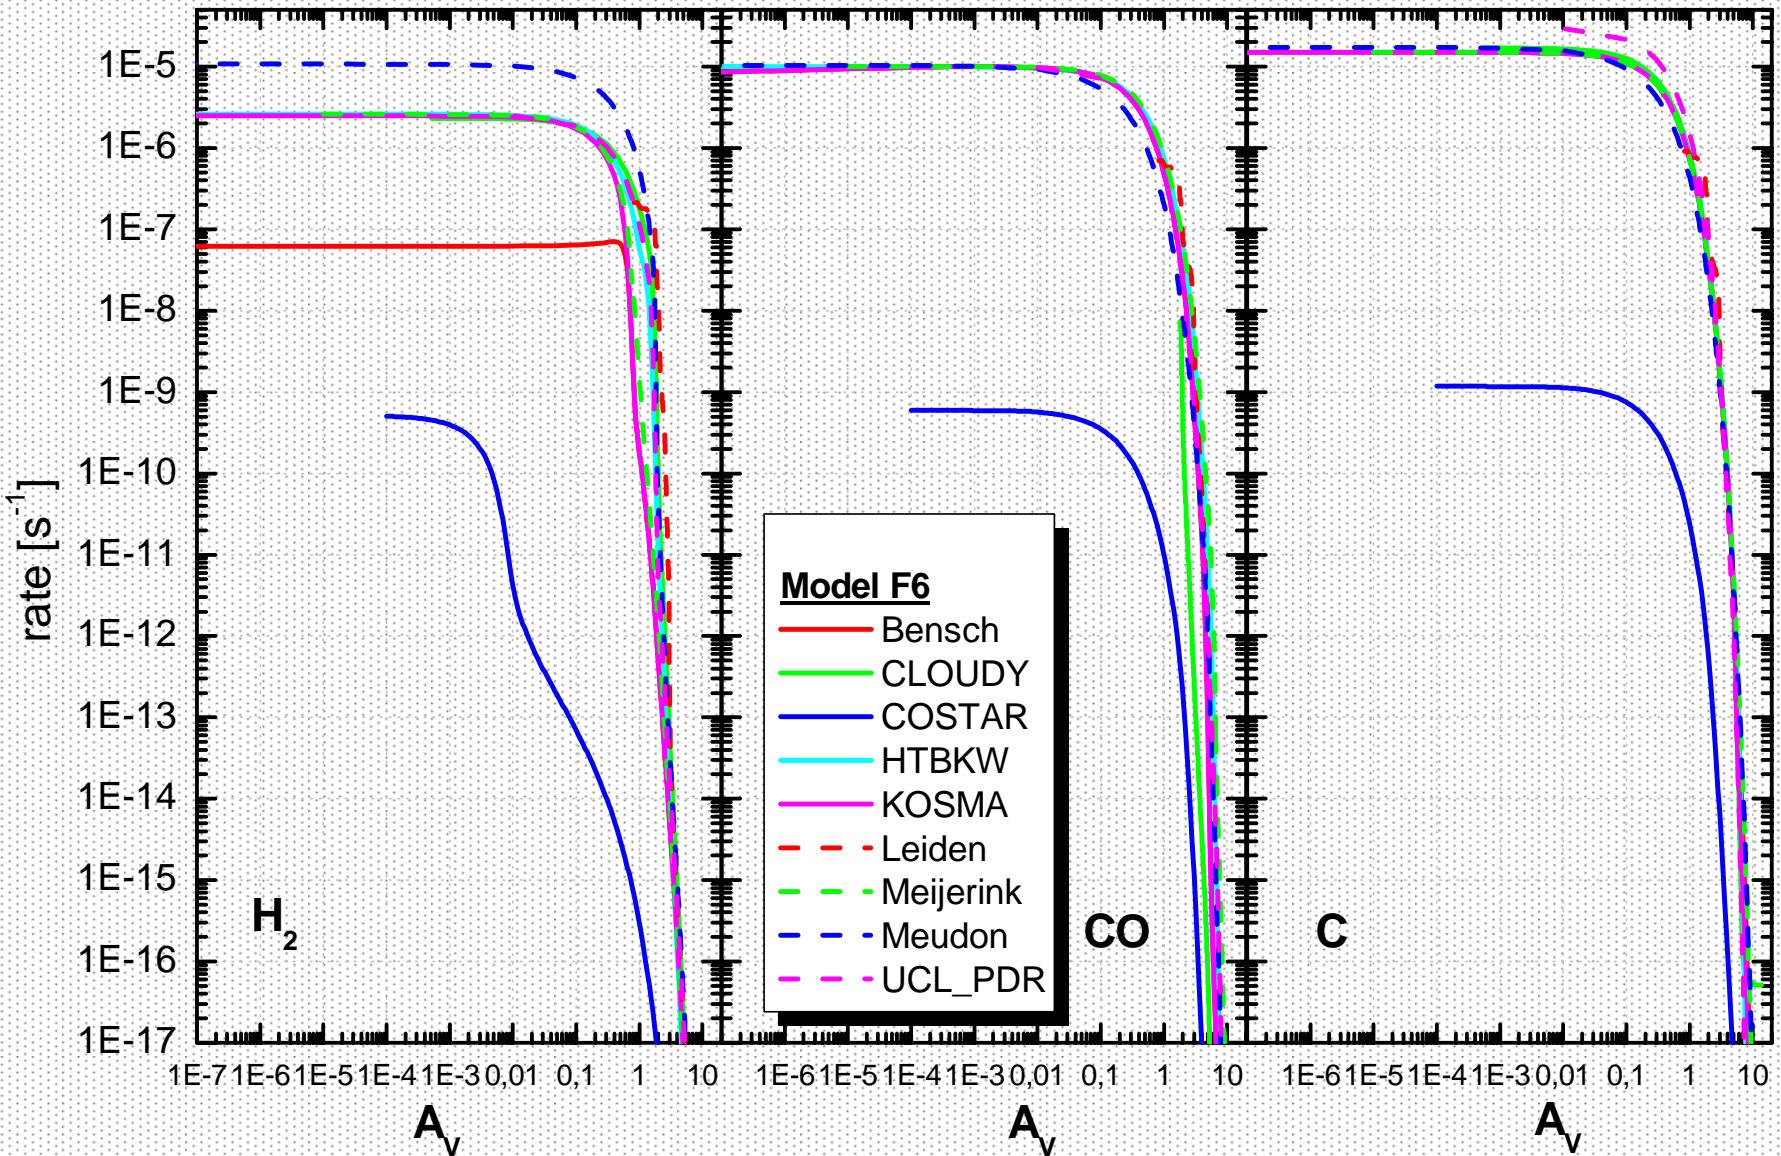 1E-5
1E-6
1E-7
1E-8
1E-9
1E-10
1E-11
1E-12
1E-13
1E-14
1E-15
1E-16
1E-17
rate [s⁻¹]
H₂
CO
C
Model F6
Bensch
CLOUDY
COSTAR
HTBKW
KOSMA
Leiden
Meijerink
Meudon
UCL_PDR
1E-7 1E-6 1E-5 1E-4 1E-3 0,01 0,1 1 10
1E-6 1E-5 1E-4 1E-3 0,01 0,1 1 10
1E-6 1E-5 1E-4 1E-3 0,01 0,1 1 10
A_V
A_V
A_V